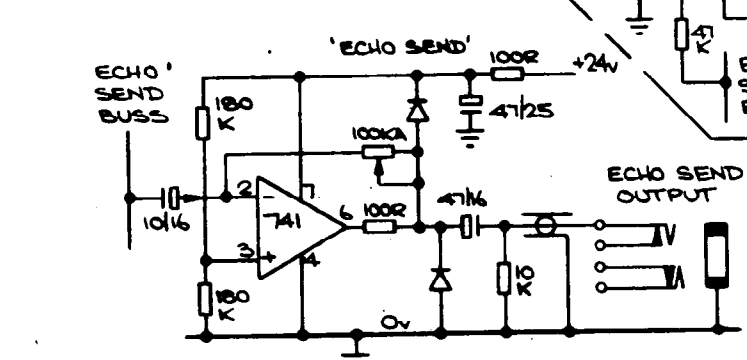 'ECHO SEND'
100R
+24v
47
K
ECHO '
SEND
BUSS
180
K
47/25
100KA
ECHO SEND
OUTPUT
2
-
7
741
6
100R
47/16
10/16
3
+
4
10
K
180
K
0v